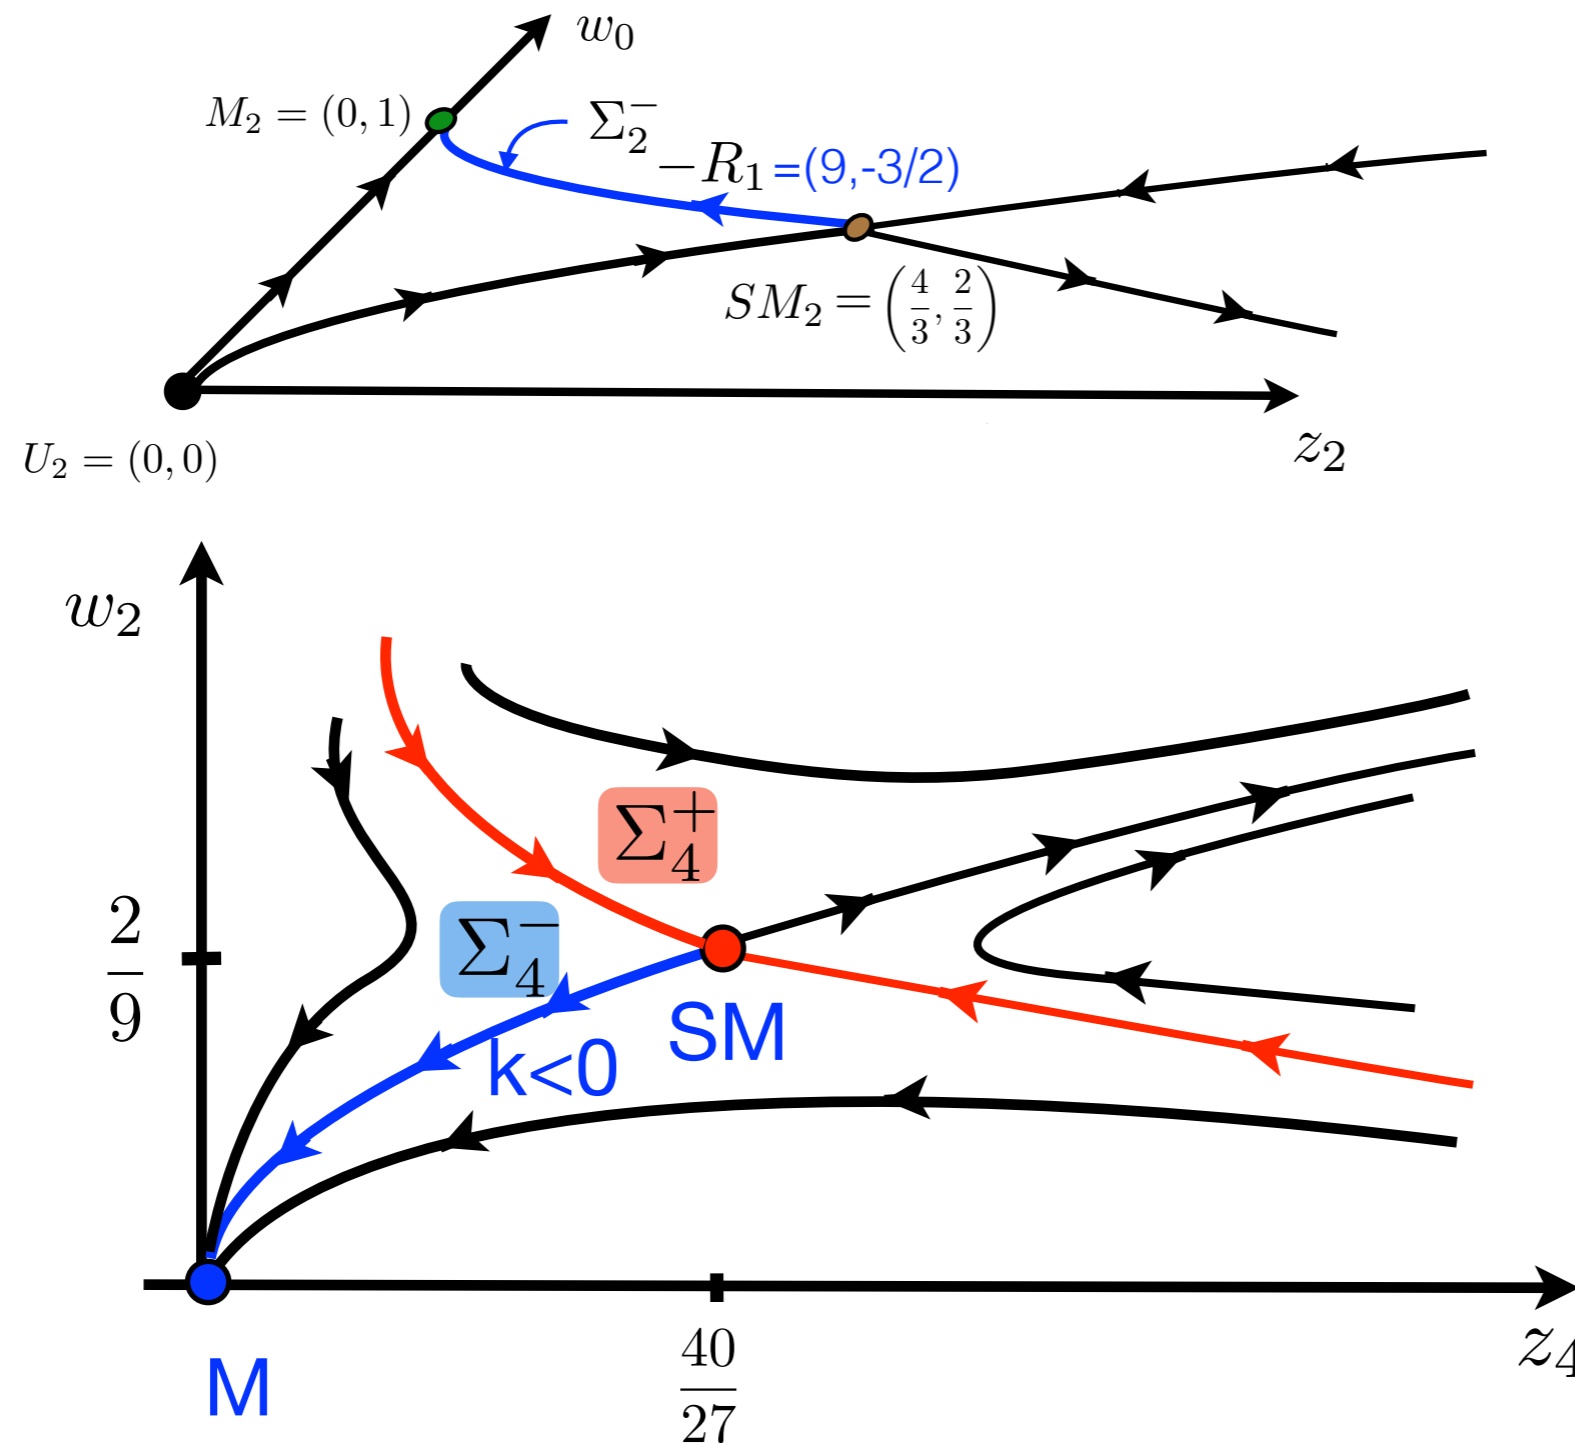 w₀
M₂ = (0, 1)
Σ₂⁻
−R₁ =(9,-3/2)
SM₂ = (4/3, 2/3)
U₂ = (0, 0)
z₂
w₂
Σ₄⁺
Σ₄⁻
2/9
SM
k<0
M
40/27
z₄